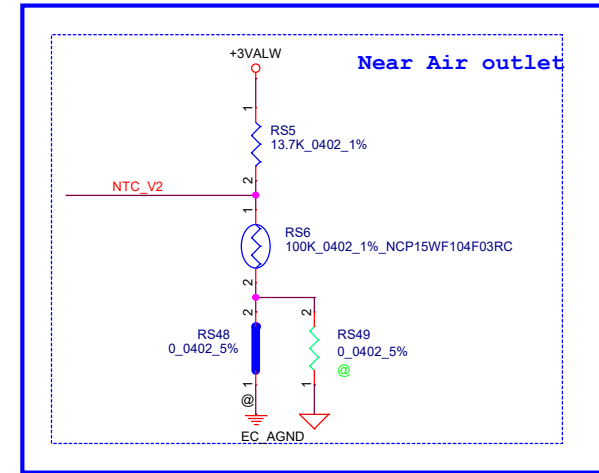 +3VALW
Near Air outlet
1
RS5
13.7K_0402_1%
2
NTC_V2
1
RS6
100K_0402_1%_NCP15WF104F03RC
2
2
2
RS48
0_0402_5%
RS49
0_0402_5%
@
1
1
@
EC_AGND